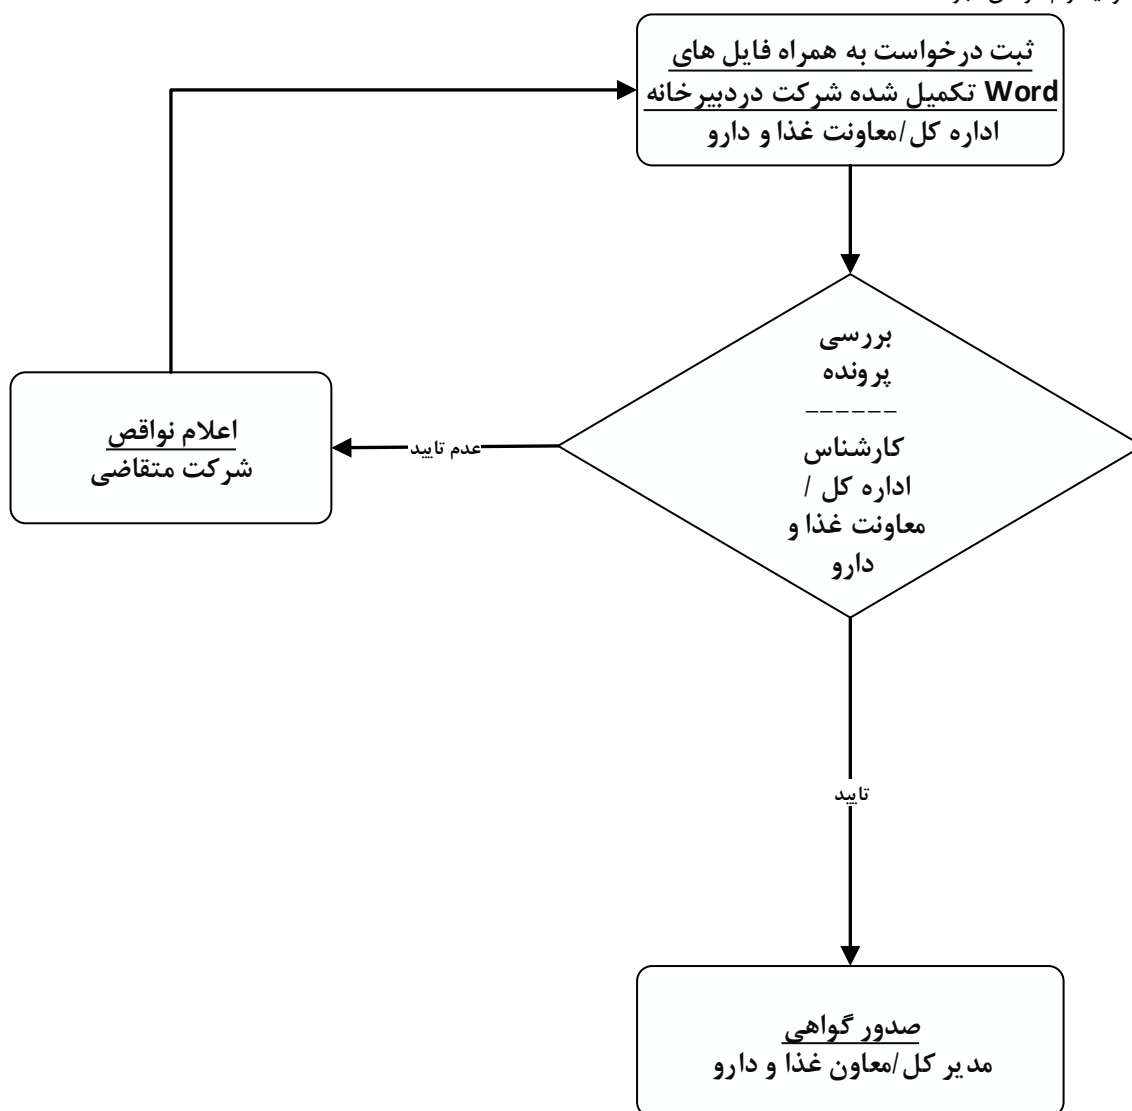 ثبت درخواست به همراه فایل های
Word تکمیل شده شرکت دردبیرخانه
اداره کل/معاونت غذا و دارو
بررسی
پرونده
------
کارشناس
اداره کل /
معاونت غذا و
دارو
عدم تایید
اعلام نواقص
شرکت متقاضی
تایید
صدور گواهی
مدیر کل/معاون غذا و دارو